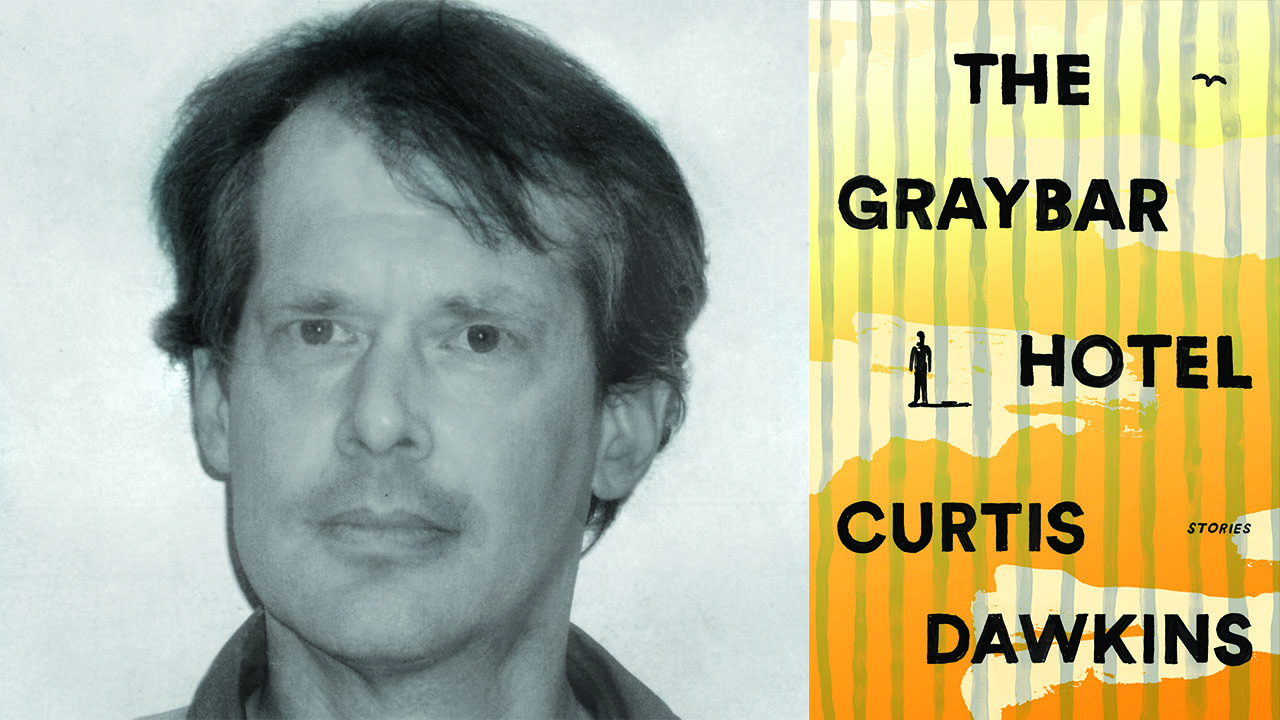 THE
GRAYBAR
HOTEL
CURTIS
STORIES
DAWKINS